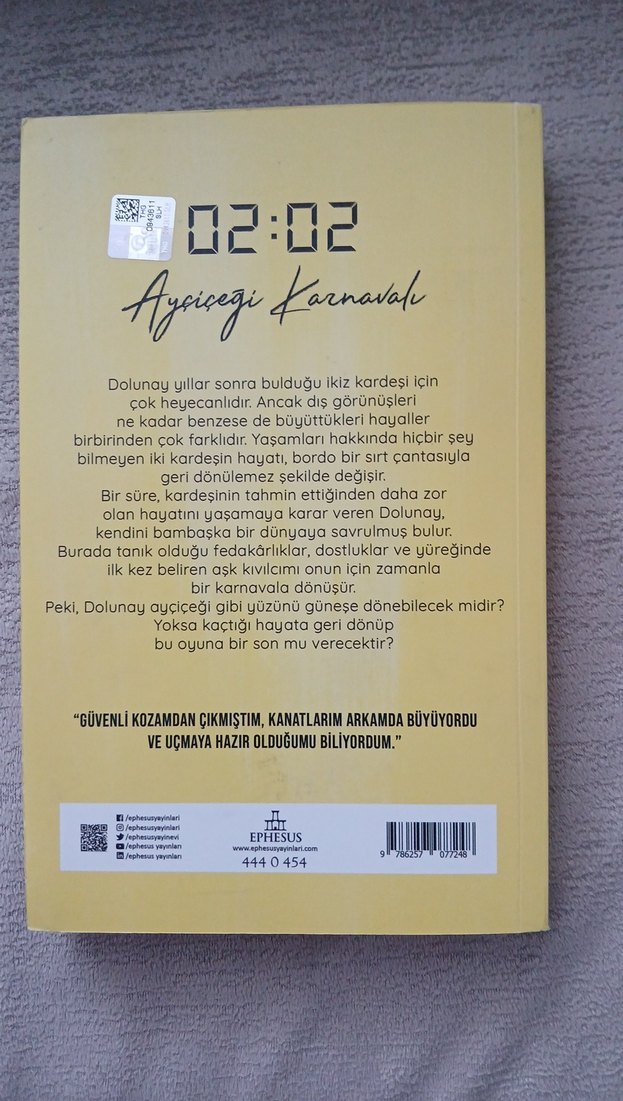 THG
0943611
SLH
02:02
Ayçiçeği Karnavalı
Dolunay yıllar sonra bulduğu ikiz kardeşi için
çok heyecanlıdır. Ancak dış görünüşleri
ne kadar benzese de büyüttükleri hayaller
birbirinden çok farklıdır. Yaşamları hakkında hiçbir şey
bilmeyen iki kardeşin hayatı, bordo bir sırt çantasıyla
geri dönülemez şekilde değişir.
Bir süre, kardeşinin tahmin ettiğinden daha zor
olan hayatını yaşamaya karar veren Dolunay,
kendini bambaşka bir dünyaya savrulmuş bulur.
Burada tanık olduğu fedakârlıklar, dostluklar ve yüreğinde
ilk kez beliren aşk kıvılcımı onun için zamanla
bir karnavala dönüşür.
Peki, Dolunay ayçiçeği gibi yüzünü güneşe dönebilecek midir?
Yoksa kaçtığı hayata geri dönüp
bu oyuna bir son mu verecektir?
“GÜVENLİ KOZAMDAN ÇIKMIŞTIM, KANATLARIM ARKAMDA BÜYÜYORDU
VE UÇMAYA HAZIR OLDUĞUMU BİLİYORDUM.”
/ephesusyayinlari
/ephesusyayinlari
/ephesusyayinevi
/ephesus yayınları
/ephesus yayınları
EPHESUS
www.ephesusyayinlari.com
444 0 454
9 786257 077248